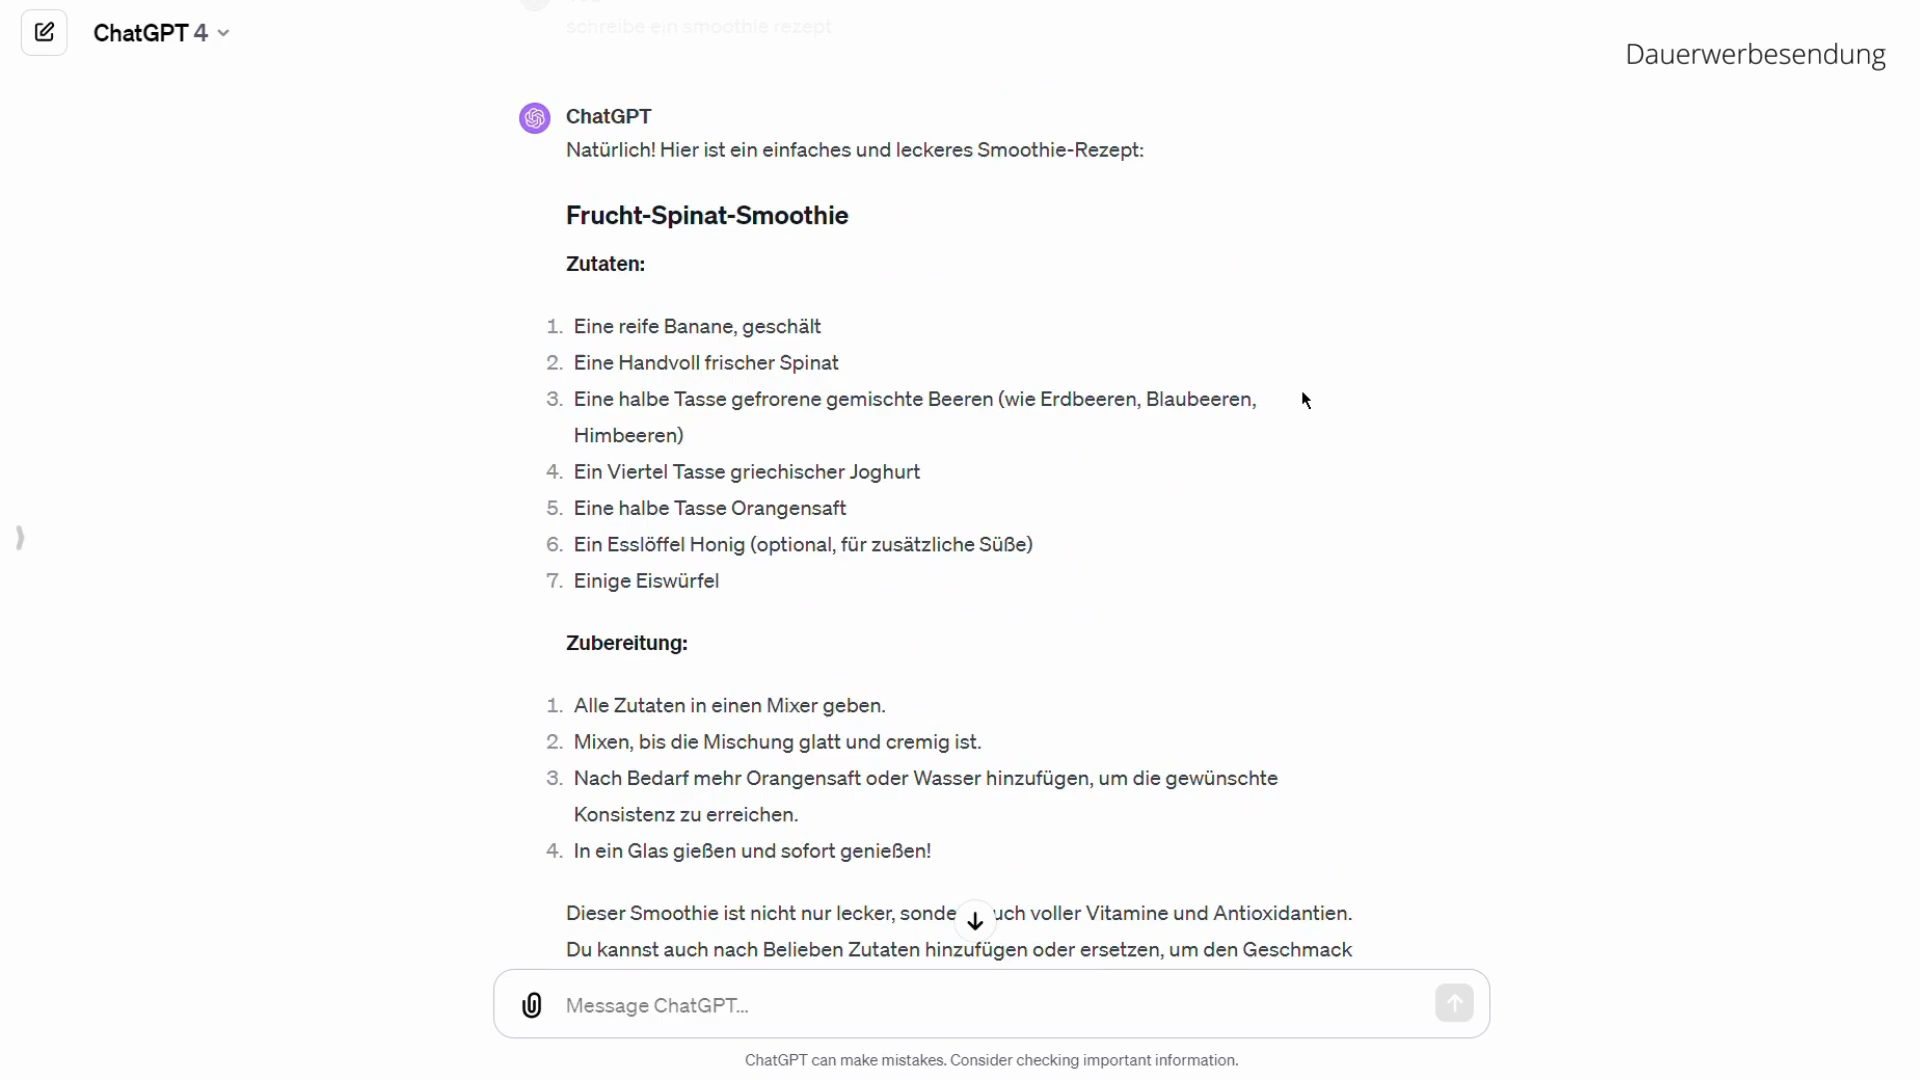 schreibe ein smoothie rezept
ChatGPT 4
Dauerwerbesendung
ChatGPT
Natürlich! Hier ist ein einfaches und leckeres Smoothie-Rezept:
Frucht-Spinat-Smoothie
Zutaten:
1. Eine reife Banane, geschält
2. Eine Handvoll frischer Spinat
3. Eine halbe Tasse gefrorene gemischte Beeren (wie Erdbeeren, Blaubeeren,
Himbeeren)
4. Ein Viertel Tasse griechischer Joghurt
5. Eine halbe Tasse Orangensaft
6. Ein Esslöffel Honig (optional, für zusätzliche Süße)
7. Einige Eiswürfel
Zubereitung:
1. Alle Zutaten in einen Mixer geben.
2. Mixen, bis die Mischung glatt und cremig ist.
3. Nach Bedarf mehr Orangensaft oder Wasser hinzufügen, um die gewünschte
Konsistenz zu erreichen.
4. In ein Glas gießen und sofort genießen!
Dieser Smoothie ist nicht nur lecker, sonde uch voller Vitamine und Antioxidantien.
Du kannst auch nach Belieben Zutaten hinzufügen oder ersetzen, um den Geschmack
Message ChatGPT...
ChatGPT can make mistakes. Consider checking important information.